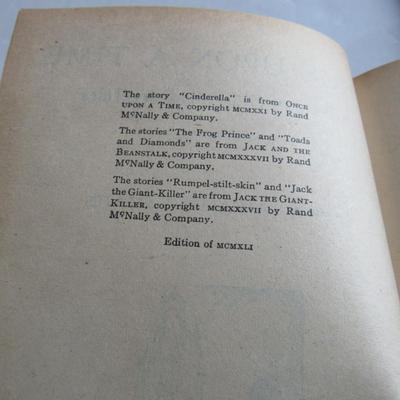 The story "Cinderella" is from ONCE
UPON A TIME, copyright MCMXXI by Rand
McNally & Company.
The stories "The Frog Prince" and "Toads
and Diamonds" are from JACK AND THE
BEANSTALK, copyright MCMXXXVII by Rand
McNally & Company.
The stories "Rumpel-stilt-skin" and "Jack
the Giant-Killer" are from JACK THE GIANT-
KILLER, copyright MCMXXXVII by Rand
McNally & Company.
Edition of MCMXLI